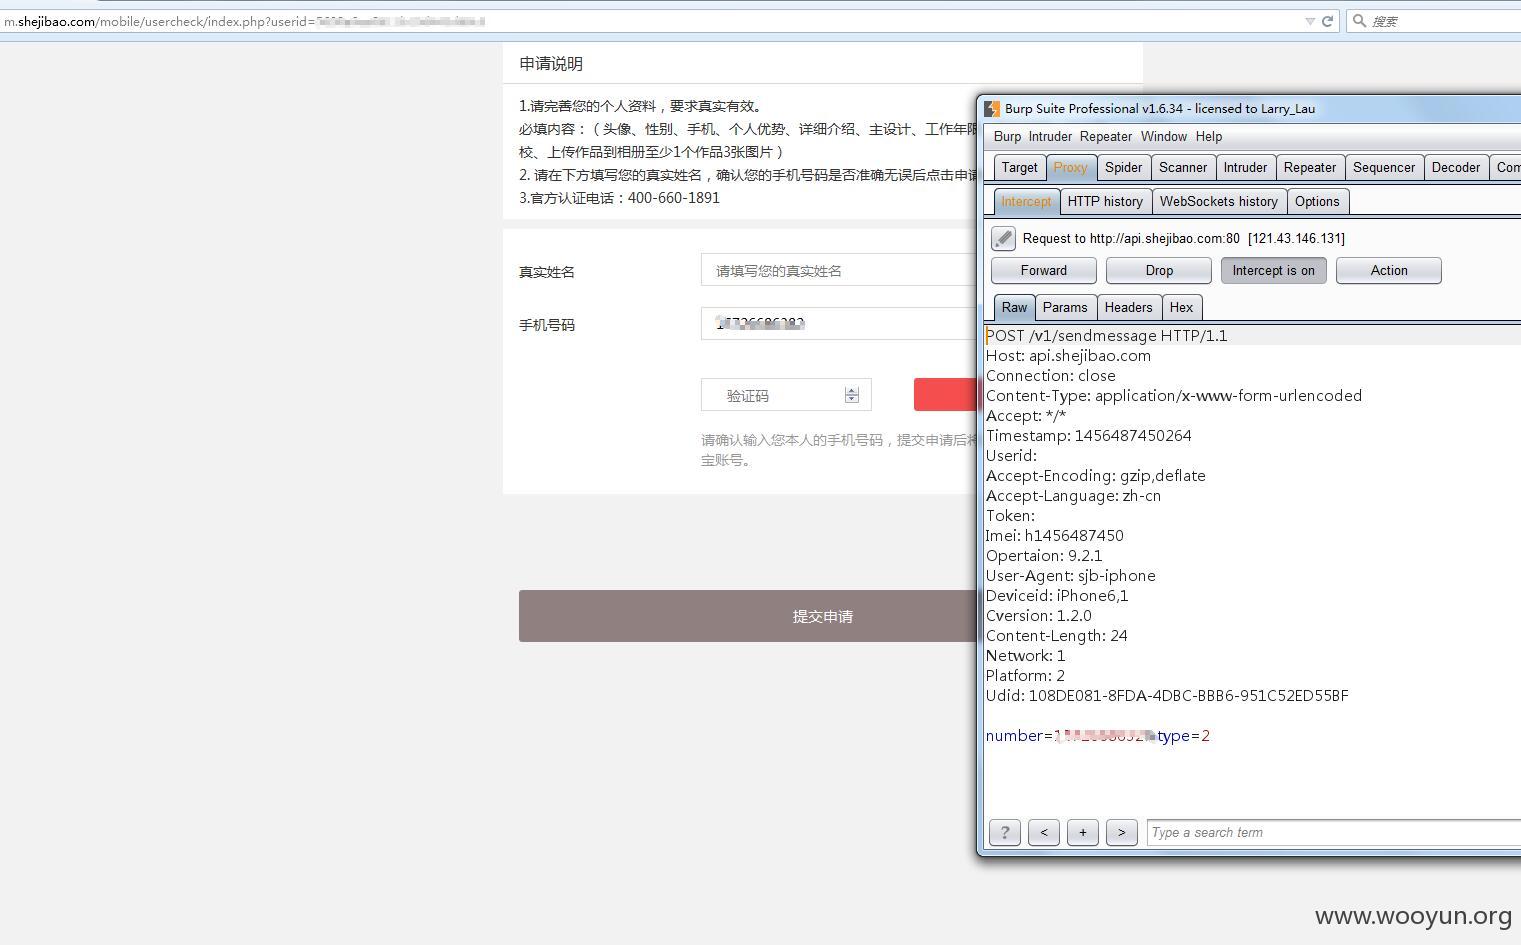 m.shejibao.com/mobile/usercheck/index.php?userid=
搜索
申请说明
1.请完善您的个人资料，要求真实有效。
必填内容：（ 头像、性别、手机、个人优势、详细介绍、主设计、工作年限
校、上传作品到相册至少1个作品3张图片 ）
2. 请在下方填写您的真实姓名，确认您的手机号码是否准确无误后点击申请
3.官方认证电话：400-660-1891
真实姓名
请填写您的真实姓名
手机号码
验证码
请确认输入您本人的手机号码，提交申请后将
宝账号。
提交申请
Burp Suite Professional v1.6.34 - licensed to Larry_Lau
Burp Intruder Repeater Window Help
Target Proxy Spider Scanner Intruder Repeater Sequencer Decoder Com
Intercept HTTP history WebSockets history Options
Request to http://api.shejibao.com:80 [121.43.146.131]
Forward Drop Intercept is on Action
Raw Params Headers Hex
POST /v1/sendmessage HTTP/1.1
Host: api.shejibao.com
Connection: close
Content-Type: application/x-www-form-urlencoded
Accept: */*
Timestamp: 1456487450264
Userid:
Accept-Encoding: gzip,deflate
Accept-Language: zh-cn
Token:
Imei: h1456487450
Opertaion: 9.2.1
User-Agent: sjb-iphone
Deviceid: iPhone6,1
Cversion: 1.2.0
Content-Length: 24
Network: 1
Platform: 2
Udid: 108DE081-8FDA-4DBC-BBB6-951C52ED55BF
number= type=2
? < + > Type a search term
www.wooyun.org